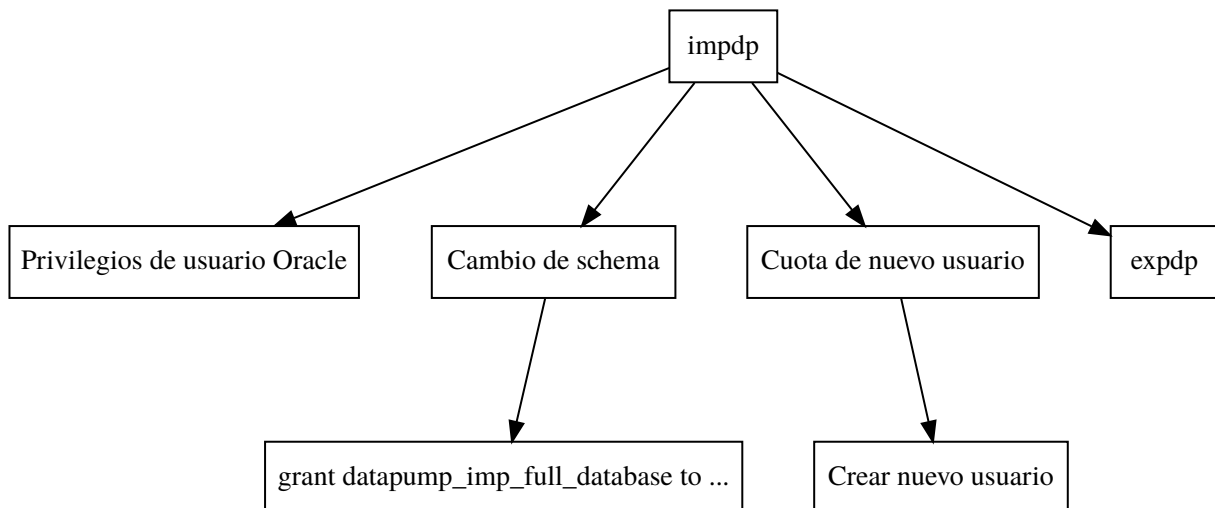 impdp
Privilegios de usuario Oracle
Cambio de schema
Cuota de nuevo usuario
expdp
grant datapump_imp_full_database to ...
Crear nuevo usuario